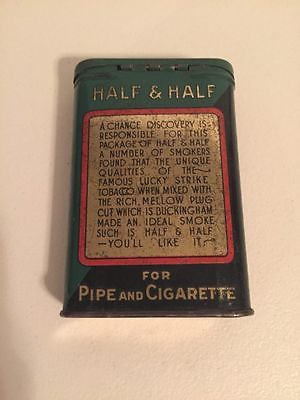 HALF & HALF
A CHANCE DISCOVERY IS
RESPONSIBLE FOR THIS
PACKAGE OF HALF & HALF
A NUMBER OF SMOKERS
FOUND THAT THE UNIQUE
QUALITIES OF THE
FAMOUS LUCKY STRIKE
TOBACCO WHEN MIXED WITH
THE RICH, MELLOW PLUG
CUT WHICH IS BUCKINGHAM
MADE AN IDEAL SMOKE
SUCH IS HALF & HALF
—YOU'LL LIKE IT—
FOR
PIPE AND CIGARETTE